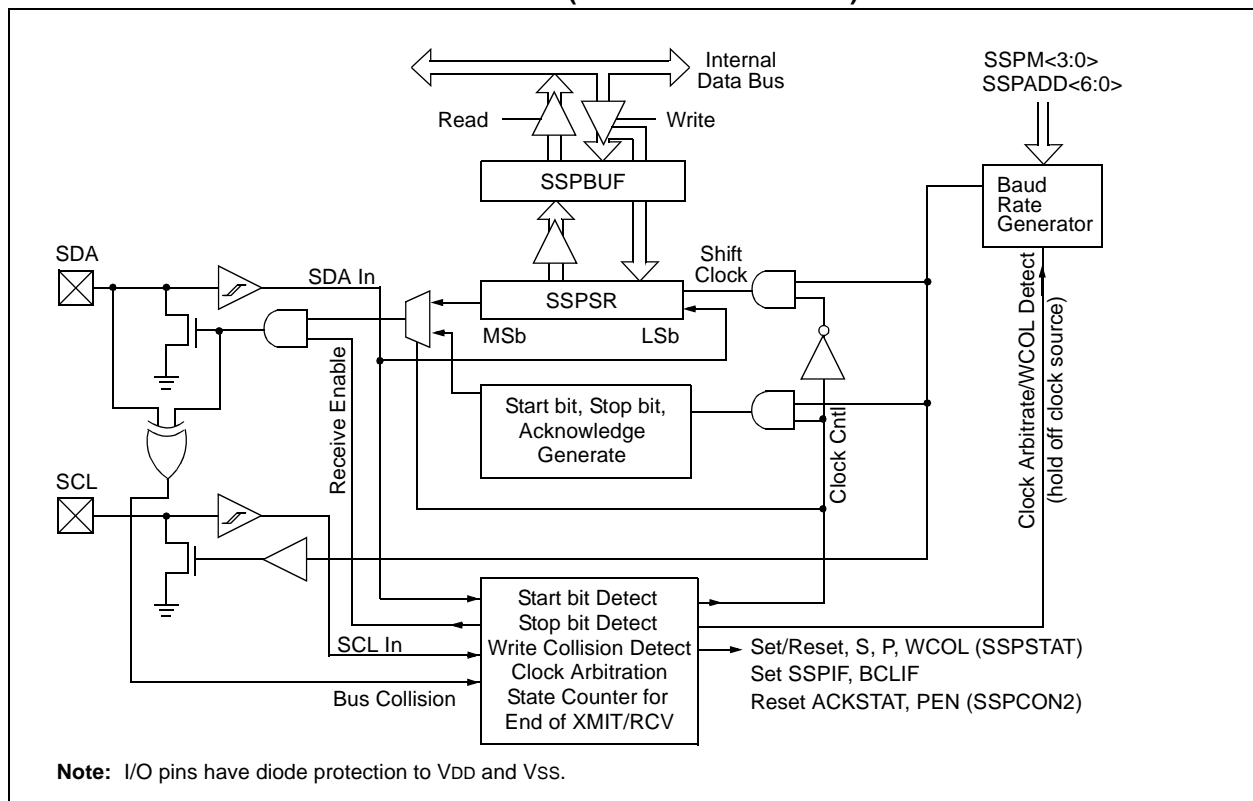 Internal
Data Bus
SSPM<3:0>
SSPADD<6:0>
Read
Write
SSPBUF
Baud
Rate
Generator
SDA
SDA In
Shift
Clock
SSPSR
MSb
LSb
Start bit, Stop bit,
Acknowledge
Generate
Receive Enable
Clock Cntl
Clock Arbitrate/WCOL Detect
(hold off clock source)
SCL
SCL In
Bus Collision
Start bit Detect
Stop bit Detect
Write Collision Detect
Clock Arbitration
State Counter for
End of XMIT/RCV
Set/Reset, S, P, WCOL (SSPSTAT)
Set SSPIF, BCLIF
Reset ACKSTAT, PEN (SSPCON2)
Note: I/O pins have diode protection to VDD and VSS.